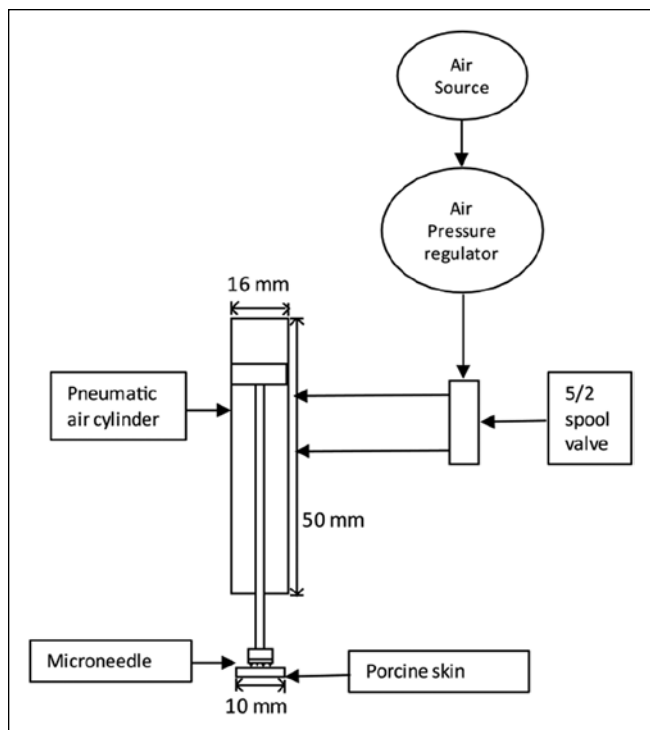 Air
Source
Air
Pressure
regulator
16 mm
Pneumatic
air cylinder
5/2
spool
valve
50 mm
Microneedle
Porcine skin
10 mm